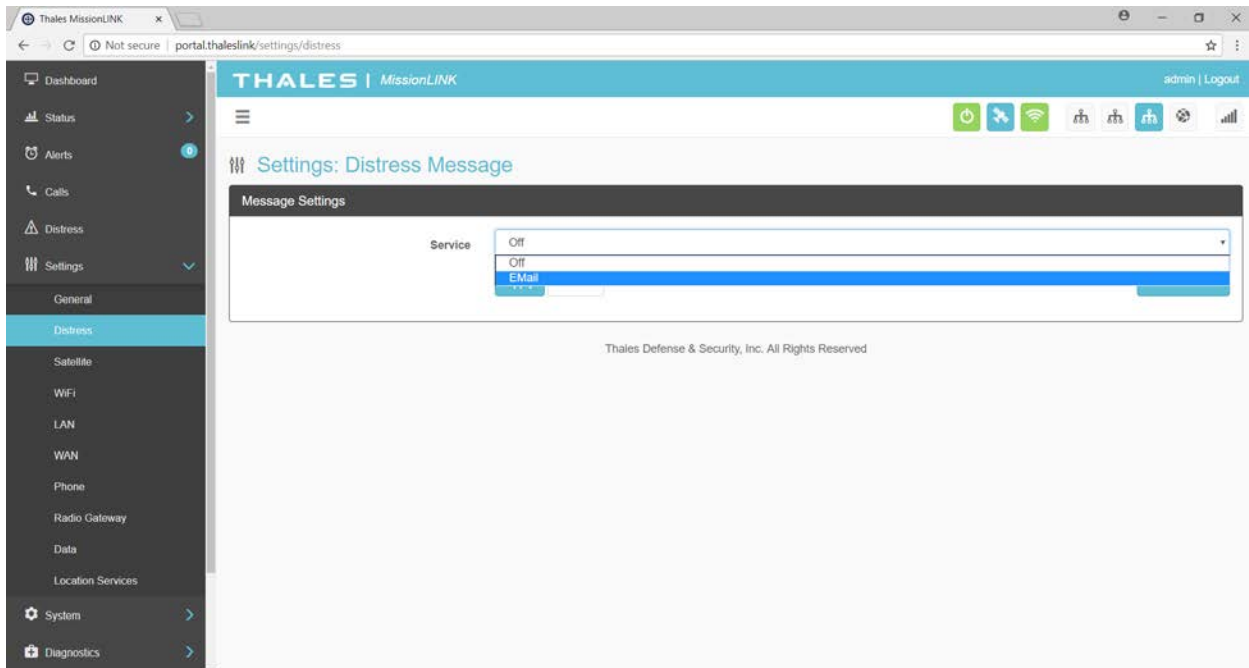 Thales MissionLINK
Not secure | portal.thaleslink/settings/distress
Dashboard
Status
Alerts 0
Calls
Distress
Settings
General
Distress
Satellite
WiFi
LAN
WAN
Phone
Radio Gateway
Data
Location Services
System
Diagnostics
THALES | MissionLINK
admin | Logout
Settings: Distress Message
Message Settings
Service
Off
Off
EMail
Thales Defense & Security, Inc. All Rights Reserved